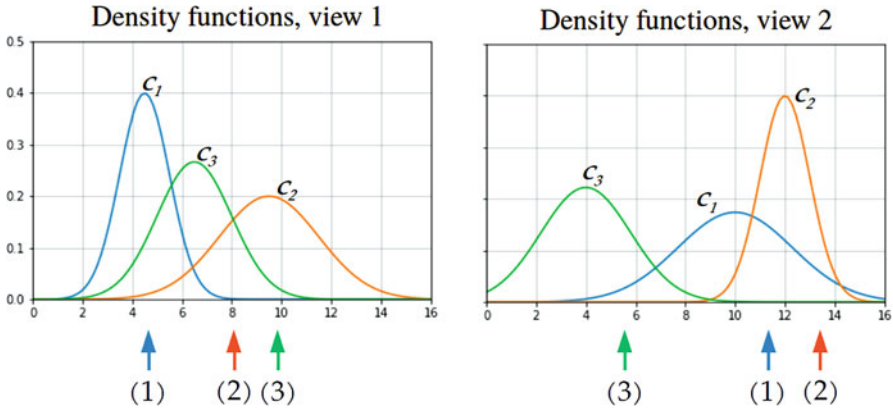 Density functions, view 1
0.5
0.4
0.3
0.2
0.1
0.0
c1
c3
c2
0 2 4 6 8 10 12 14 16
(1) (2) (3)
Density functions, view 2
c2
c3
c1
0 2 4 6 8 10 12 14 16
(3) (1) (2)